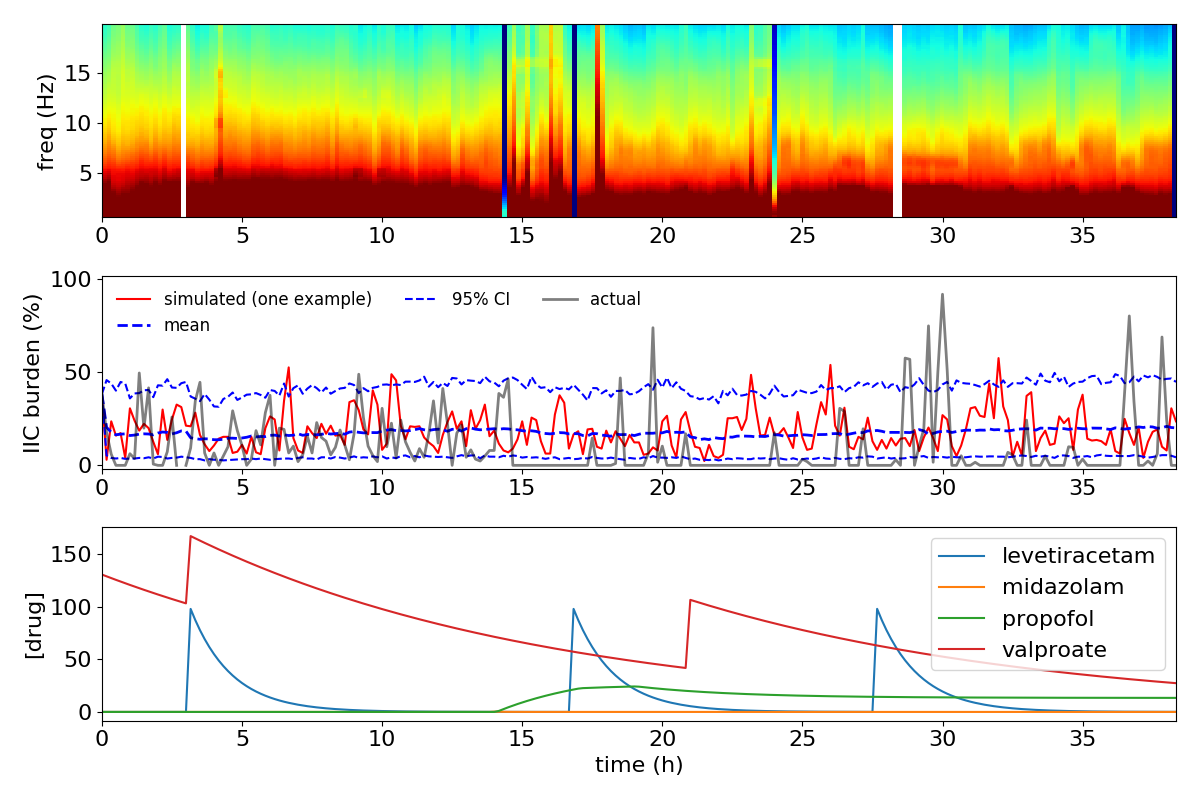 freq (Hz)
15
10
5
0 5 10 15 20 25 30 35
IIC burden (%)
100
50
0
simulated (one example) 95% CI actual
mean
0 5 10 15 20 25 30 35
[drug]
150
100
50
0
levetiracetam
midazolam
propofol
valproate
0 5 10 15 20 25 30 35
time (h)